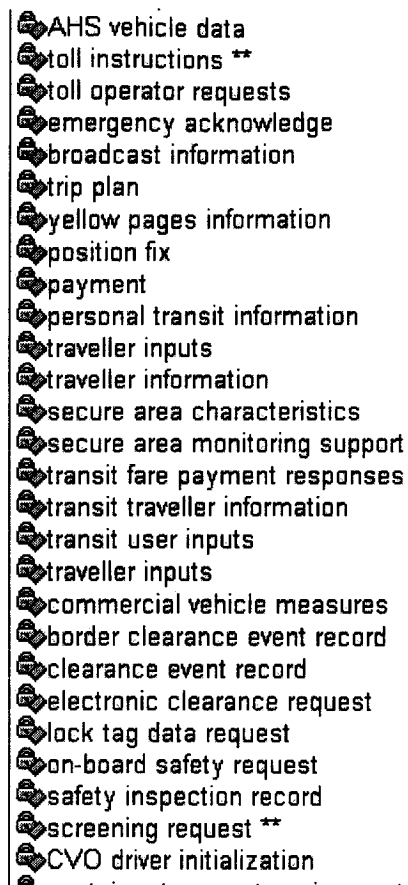 AHS vehicle data
toll instructions **
toll operator requests
emergency acknowledge
broadcast information
trip plan
yellow pages information
position fix
payment
personal transit information
traveller inputs
traveller information
secure area characteristics
secure area monitoring support
transit fare payment responses
transit traveller information
transit user inputs
traveller inputs
commercial vehicle measures
border clearance event record
clearance event record
electronic clearance request
lock tag data request
on-board safety request
safety inspection record
screening request **
CVO driver initialization